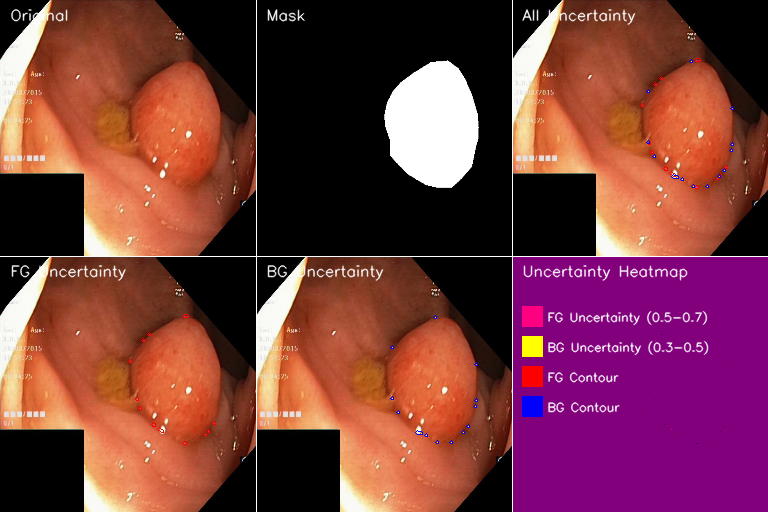 Original
Mask
All Uncertainty
FG Uncertainty
BG Uncertainty
Uncertainty Heatmap
FG Uncertainty (0.5-0.7)
BG Uncertainty (0.3-0.5)
FG Contour
BG Contour